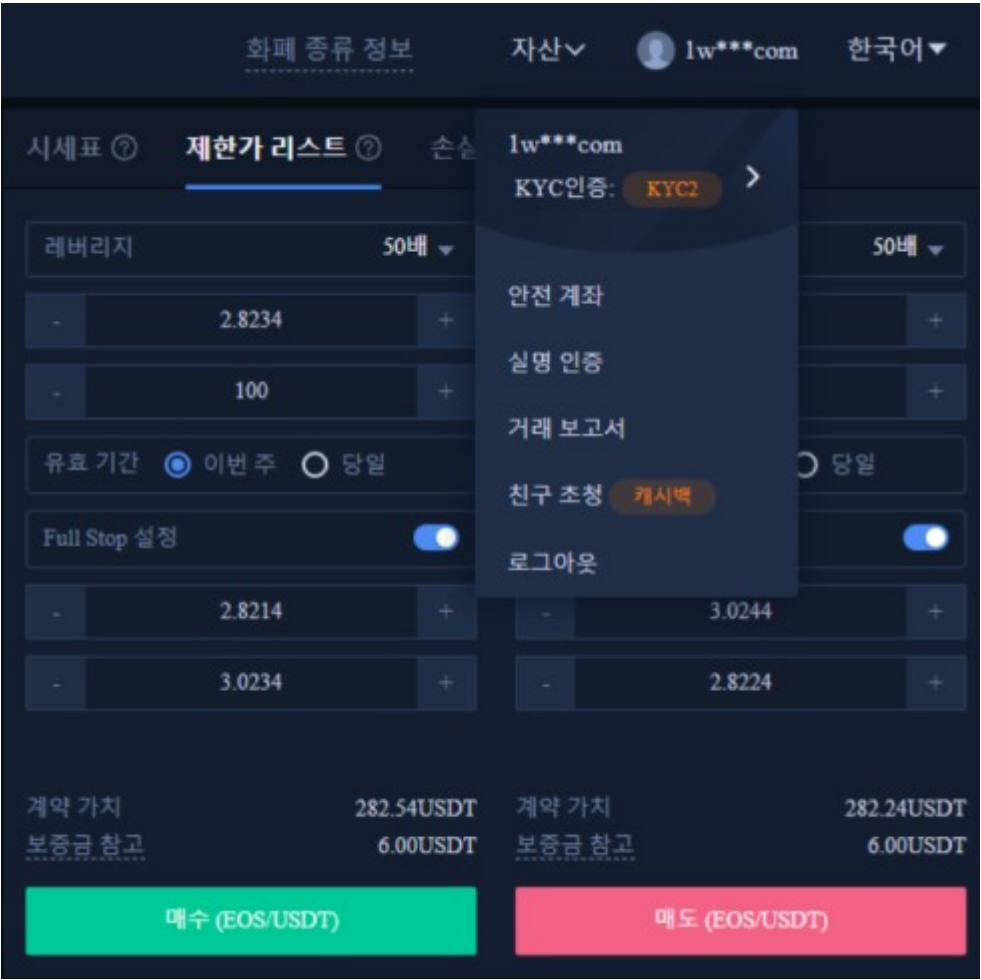 화폐 종류 정보
자산
1w***com
한국어
시세표
제한가 리스트
1w***com
KYC인증: KYC2
레버리지 50배
50배
안전 계좌
- 2.8234 +
+
실명 인증
- 100 +
+
거래 보고서
유효 기간 이번 주 당일
당일
친구 초청 캐시백
Full Stop 설정
로그아웃
- 2.8214 +
- 3.0244 +
- 3.0234 +
- 2.8224 +
계약 가치 282.54USDT
보증금 참고 6.00USDT
계약 가치 282.24USDT
보증금 참고 6.00USDT
매수 (EOS/USDT)
매도 (EOS/USDT)